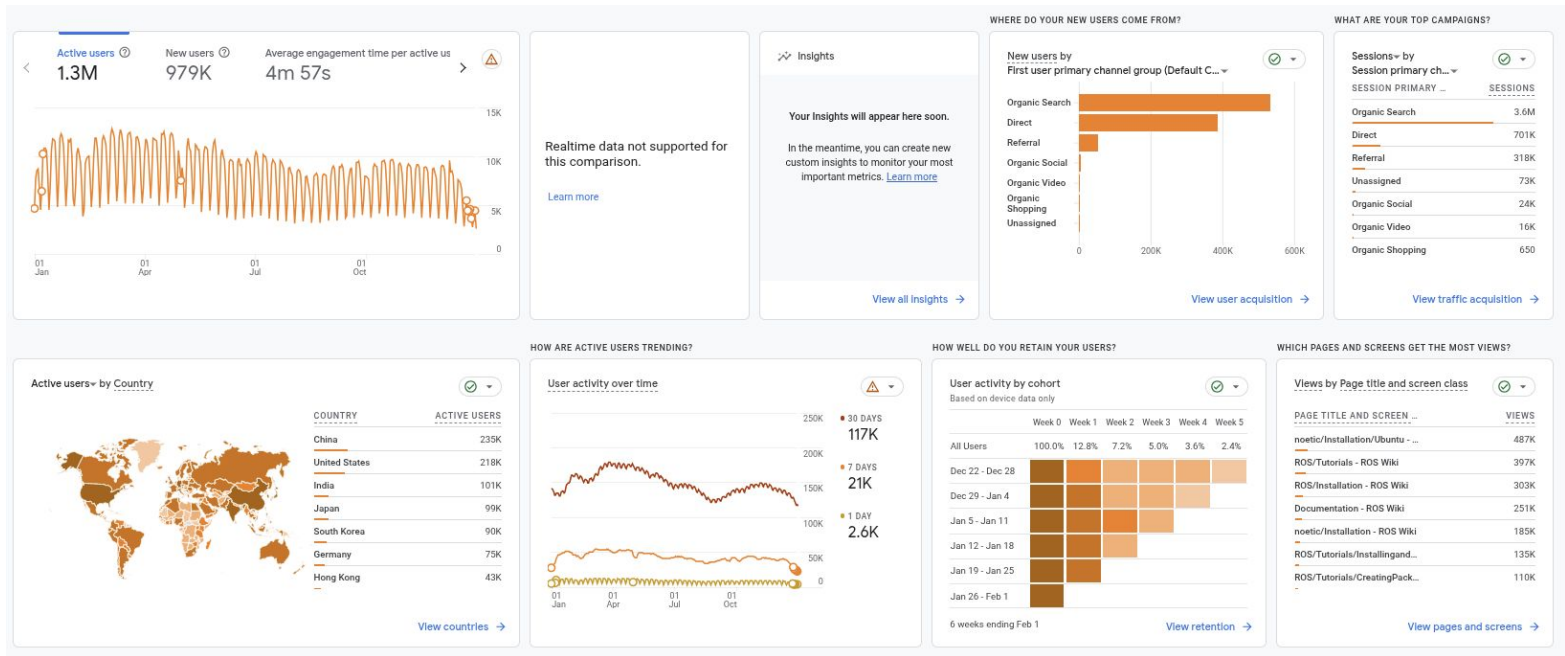 WHERE DO YOUR NEW USERS COME FROM?
WHAT ARE YOUR TOP CAMPAIGNS?
Active users
New users
Average engagement time per active us
1.3M
979K
4m 57s
15K
10K
5K
0
01 Jan
01 Apr
01 Jul
01 Oct
Realtime data not supported for
this comparison.
Learn more
Insights
Your Insights will appear here soon.
In the meantime, you can create new
custom insights to monitor your most
important metrics. Learn more
View all insights
New users by
First user primary channel group (Default C...
Organic Search
Direct
Referral
Organic Social
Organic Video
Organic
Shopping
Unassigned
0 200K 400K 600K
View user acquisition
Sessions by
Session primary ch...
SESSION PRIMARY ... SESSIONS
Organic Search 3.6M
Direct 701K
Referral 318K
Unassigned 73K
Organic Social 24K
Organic Video 16K
Organic Shopping 650
View traffic acquisition
Active users by Country
COUNTRY ACTIVE USERS
China 235K
United States 218K
India 101K
Japan 99K
South Korea 90K
Germany 75K
Hong Kong 43K
View countries
HOW ARE ACTIVE USERS TRENDING?
User activity over time
250K
200K
150K
100K
50K
0
01 Jan
01 Apr
01 Jul
01 Oct
30 DAYS
117K
7 DAYS
21K
1 DAY
2.6K
HOW WELL DO YOU RETAIN YOUR USERS?
User activity by cohort
Based on device data only
Week 0 Week 1 Week 2 Week 3 Week 4 Week 5
All Users 100.0% 12.8% 7.2% 5.0% 3.6% 2.4%
Dec 22 - Dec 28
Dec 29 - Jan 4
Jan 5 - Jan 11
Jan 12 - Jan 18
Jan 19 - Jan 25
Jan 26 - Feb 1
6 weeks ending Feb 1
View retention
WHICH PAGES AND SCREENS GET THE MOST VIEWS?
Views by Page title and screen class
PAGE TITLE AND SCREEN ... VIEWS
noetic/Installation/Ubuntu - ... 487K
ROS/Tutorials - ROS Wiki 397K
ROS/Installation - ROS Wiki 303K
Documentation - ROS Wiki 251K
noetic/Installation - ROS Wiki 185K
ROS/Tutorials/Installingand... 135K
ROS/Tutorials/CreatingPack... 110K
View pages and screens